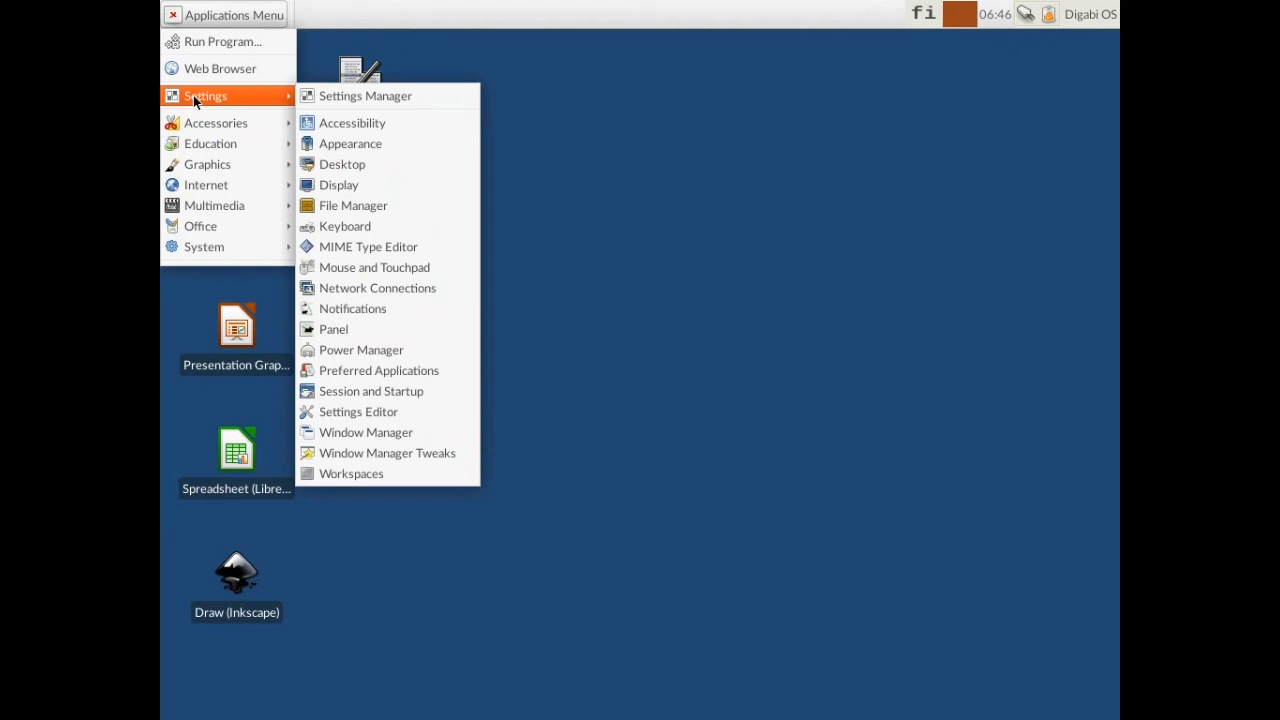 Applications Menu
fi
06:46
Digabi OS
Run Program...
Web Browser
Settings
Accessories
Education
Graphics
Internet
Multimedia
Office
System
Settings Manager
Accessibility
Appearance
Desktop
Display
File Manager
Keyboard
MIME Type Editor
Mouse and Touchpad
Network Connections
Notifications
Panel
Power Manager
Preferred Applications
Session and Startup
Settings Editor
Window Manager
Window Manager Tweaks
Workspaces
Presentation Grap...
Spreadsheet (Libre...
Draw (Inkscape)